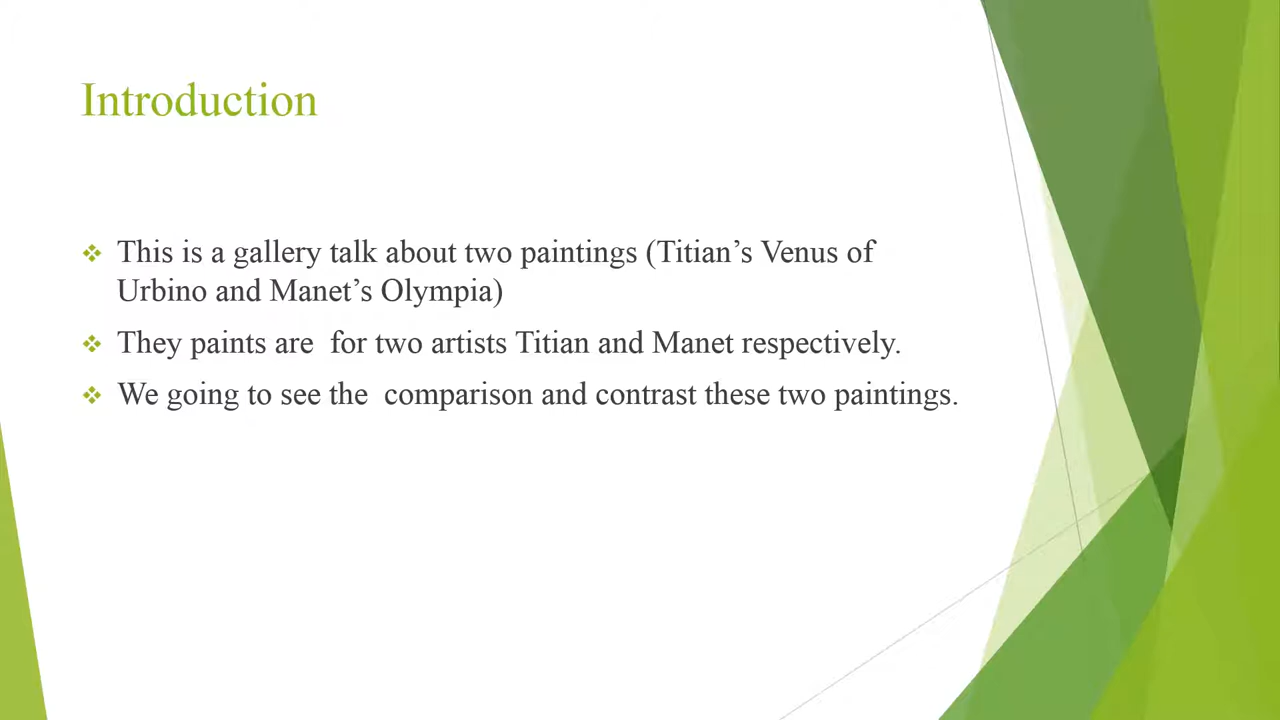 Introduction
This is a gallery talk about two paintings (Titian’s Venus of
Urbino and Manet’s Olympia)
They paints are  for two artists Titian and Manet respectively.
We going to see the  comparison and contrast these two paintings.